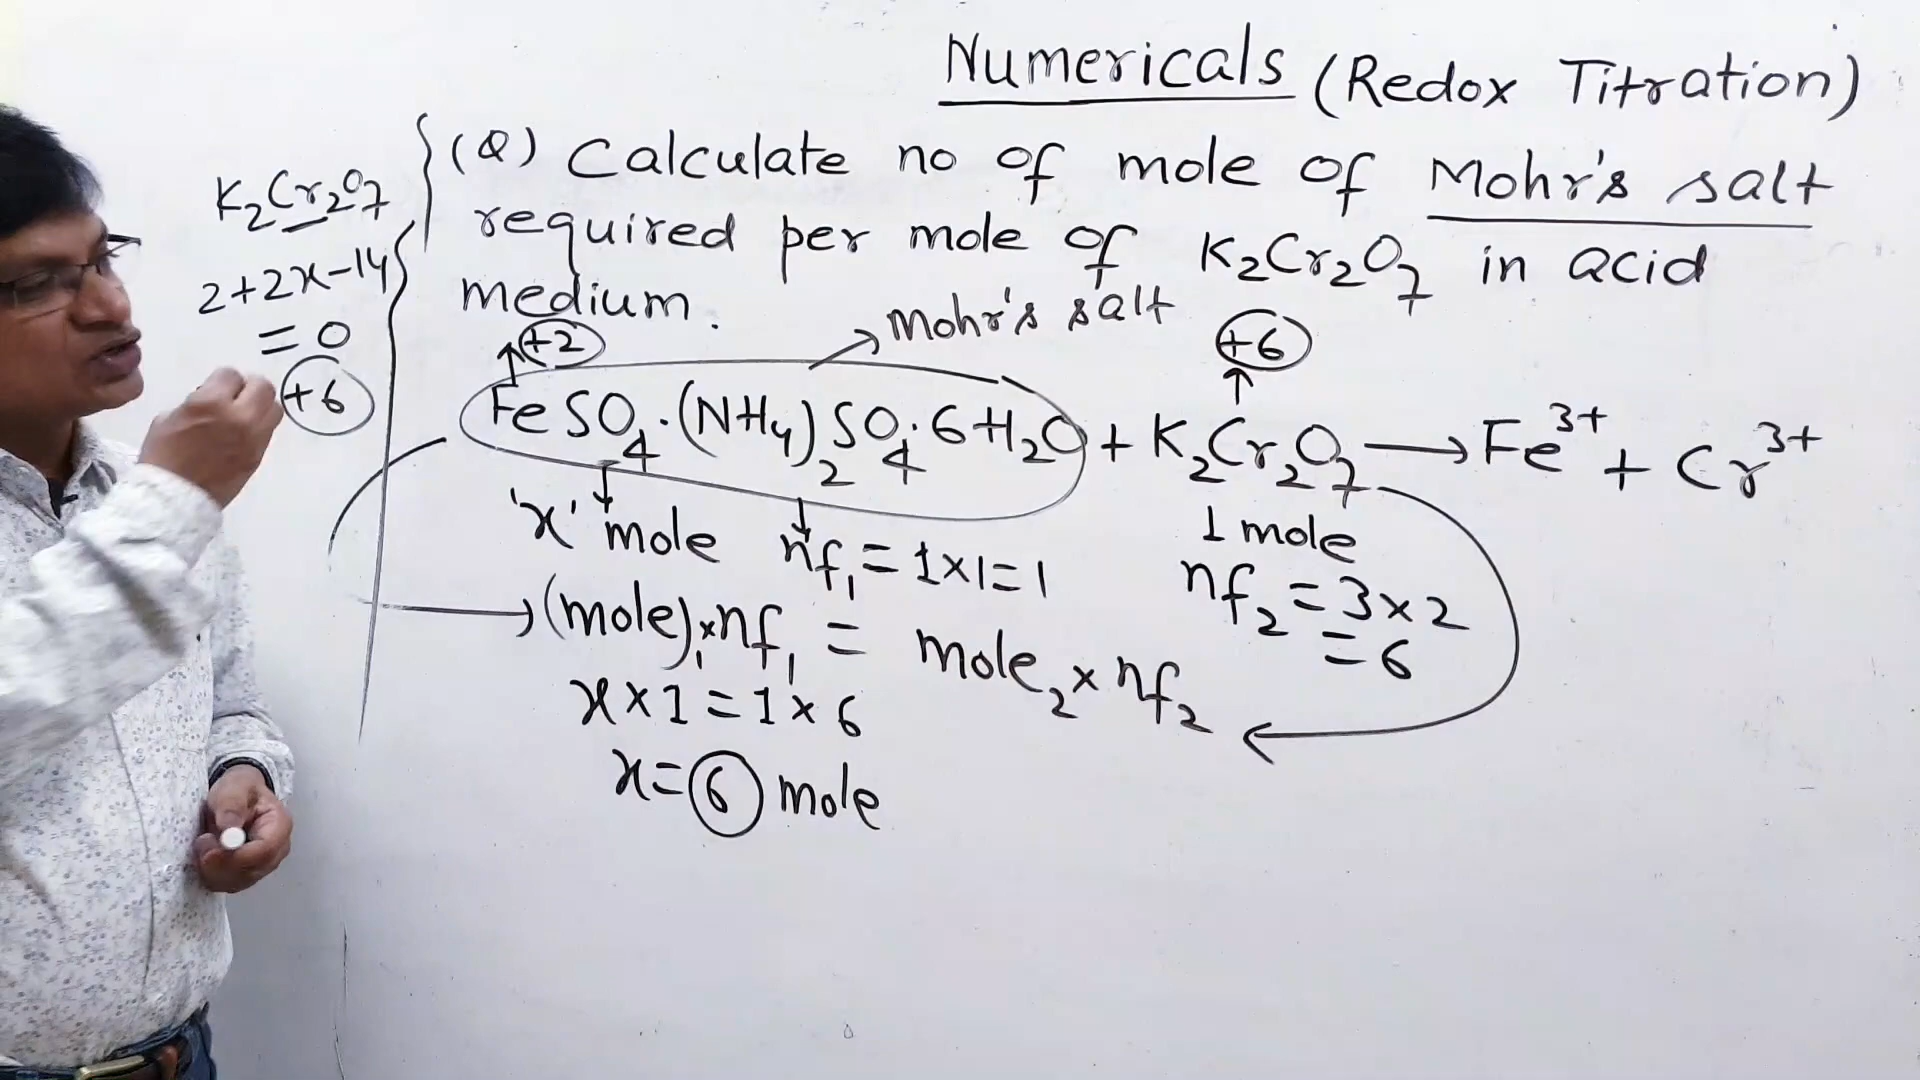 Numericals (Redox Titration)
(Q) Calculate no of mole of Mohr's salt
required per mole of K₂Cr₂O₇ in acid
medium.
K₂Cr₂O₇
2+2x-14
= 0
+6
Mohr's salt
+2
+6
FeSO₄·(NH₄)₂SO₄·6H₂O + K₂Cr₂O₇ → Fe³⁺ + Cr³⁺
'x' mole nf₁ = 1×1=1
1 mole
nf₂ = 3×2
= 6
(mole)₁×nf₁ = mole₂×nf₂
x×1 = 1×6
x = 6 mole